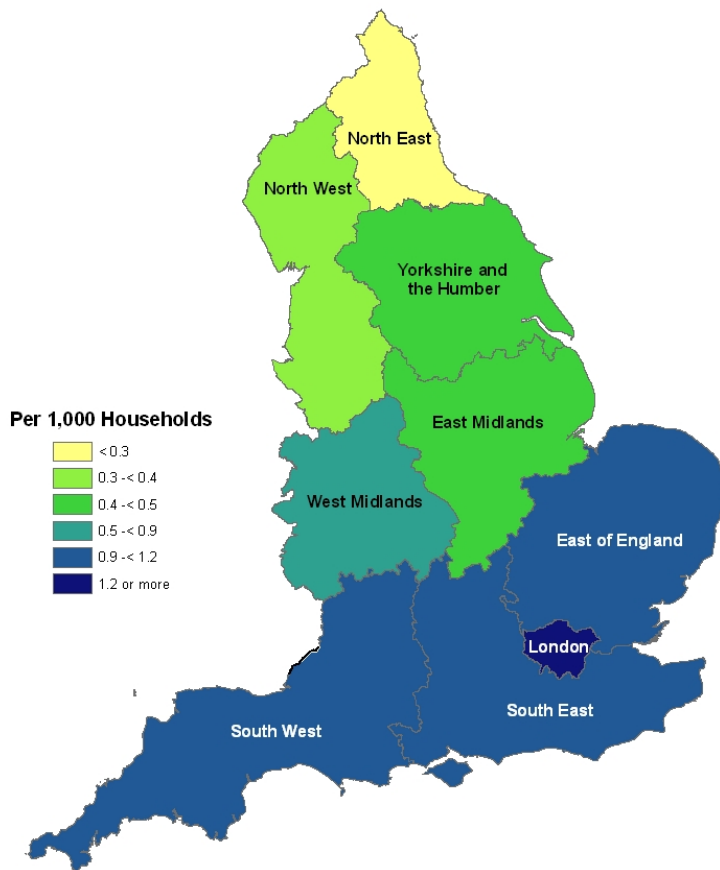 North East
North West
Yorkshire and
the Humber
Per 1,000 Households
< 0.3
0.3 -< 0.4
0.4 -< 0.5
0.5 -< 0.9
0.9 -< 1.2
1.2 or more
East Midlands
West Midlands
East of England
London
South East
South West